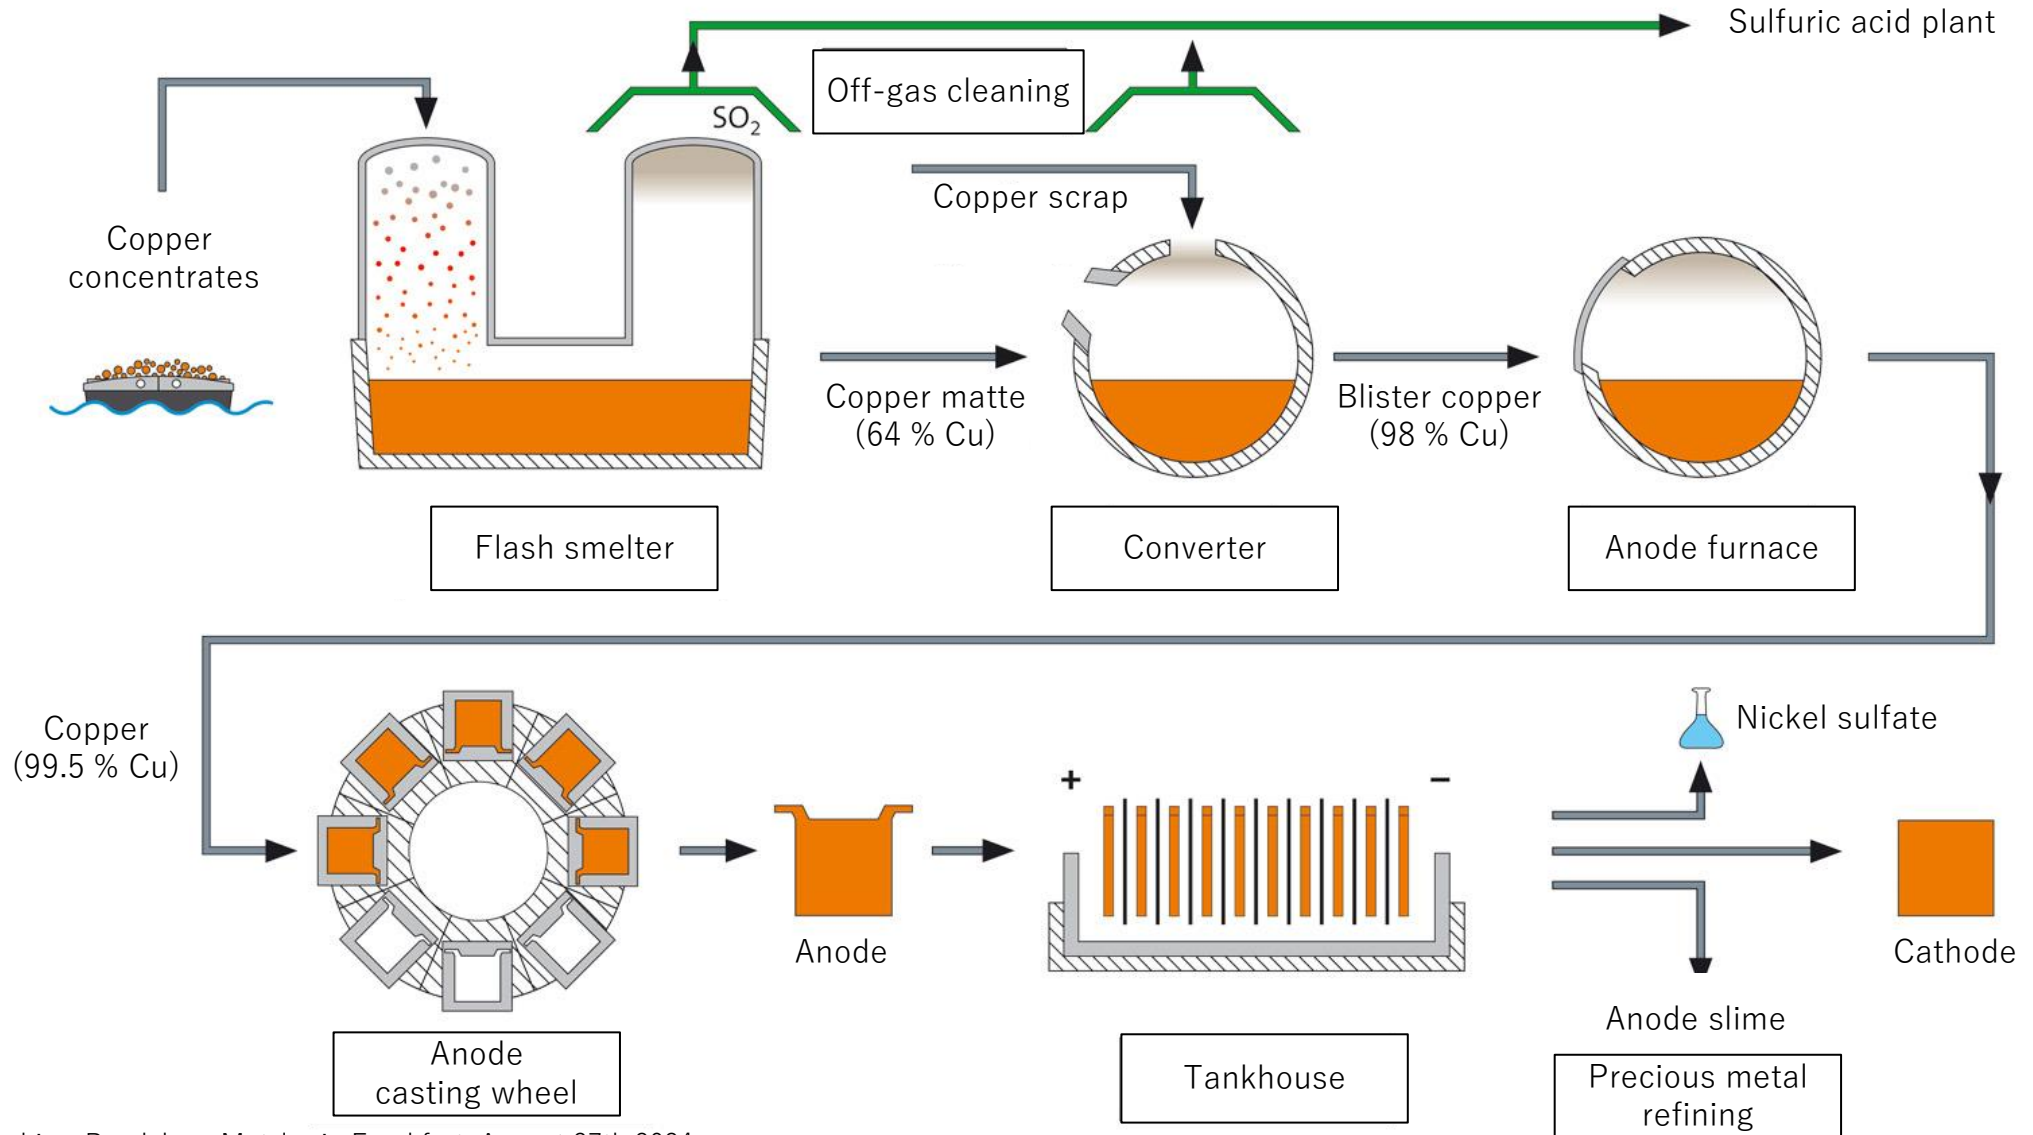 Sulfuric acid plant
Off-gas cleaning
SO₂
Copper scrap
Copper
concentrates
Copper matte
(64 % Cu)
Blister copper
(98 % Cu)
Flash smelter
Converter
Anode furnace
Copper
(99.5 % Cu)
Nickel sulfate
+
−
Anode
Cathode
Anode slime
Anode
casting wheel
Tankhouse
Precious metal
refining